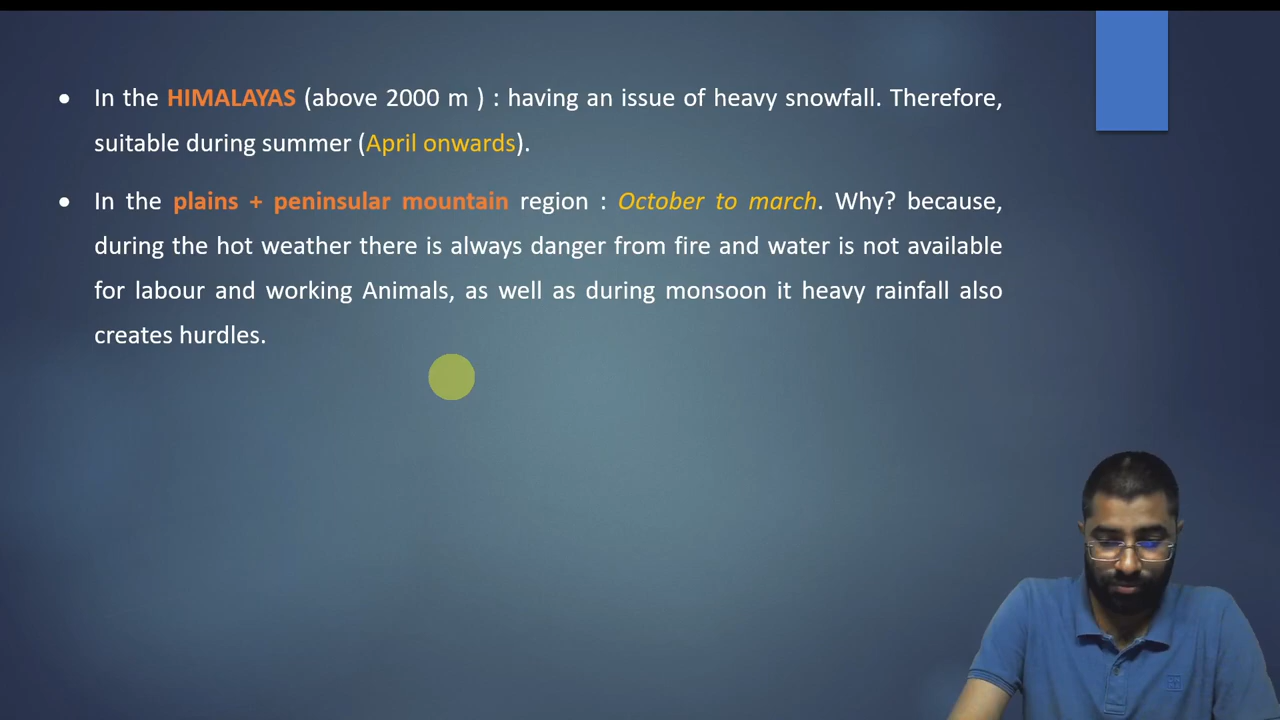 • In the HIMALAYAS (above 2000 m ) : having an issue of heavy snowfall. Therefore,
suitable during summer (April onwards).
• In the plains + peninsular mountain region : October to march. Why? because,
during the hot weather there is always danger from fire and water is not available
for labour and working Animals, as well as during monsoon it heavy rainfall also
creates hurdles.